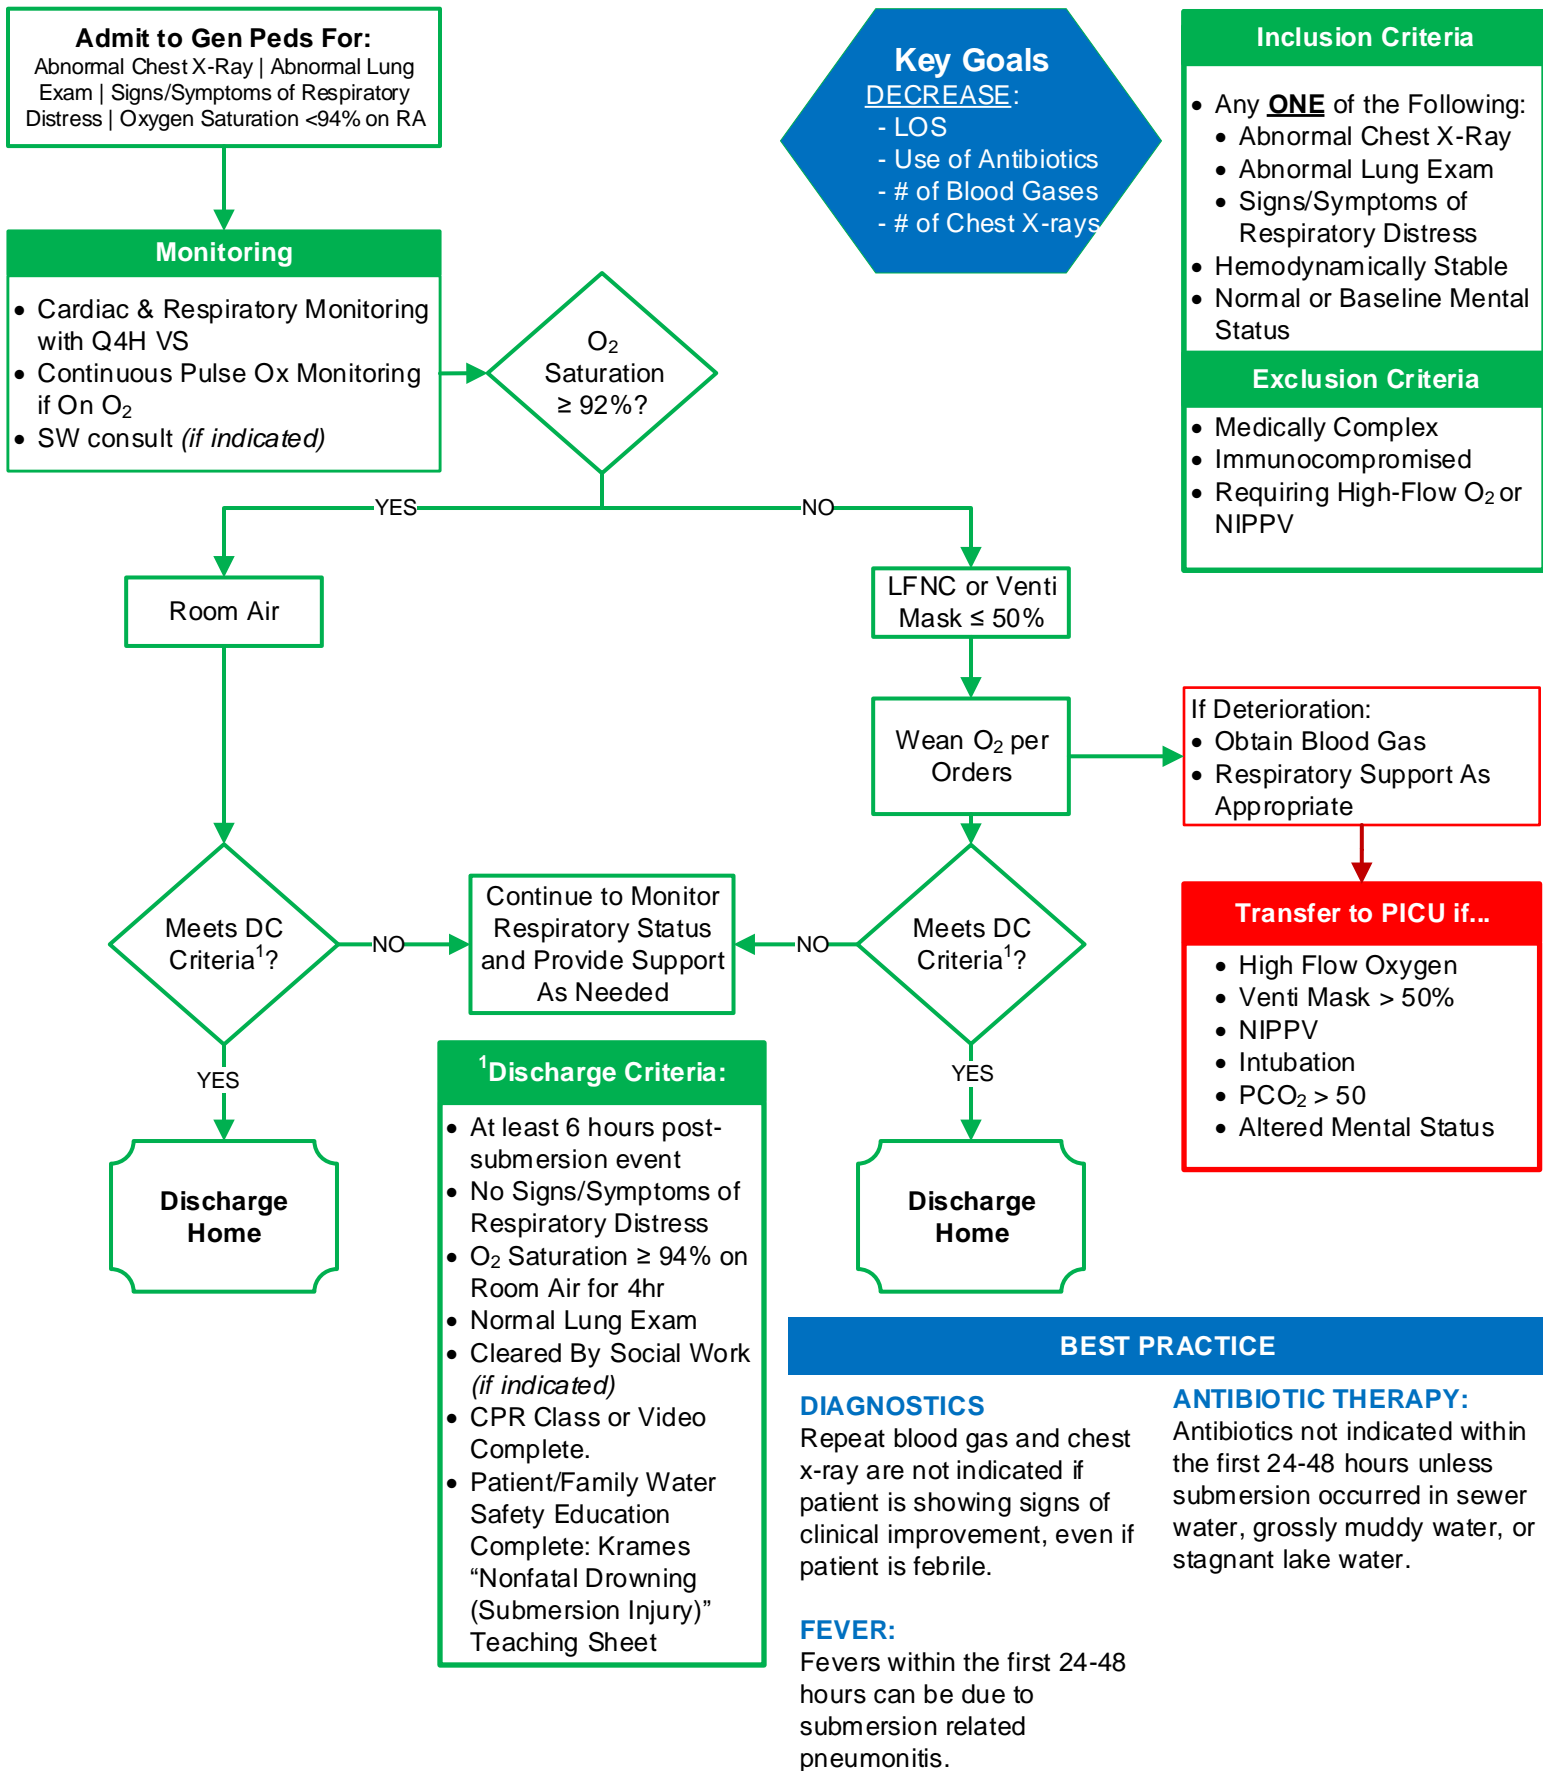 Admit to Gen Peds For:
Abnormal Chest X-Ray | Abnormal Lung
Exam | Signs/Symptoms of Respiratory
Distress | Oxygen Saturation <94% on RA
Key Goals
DECREASE:
- LOS
- Use of Antibiotics
- # of Blood Gases
- # of Chest X-rays
Inclusion Criteria
• Any ONE of the Following:
• Abnormal Chest X-Ray
• Abnormal Lung Exam
• Signs/Symptoms of
Respiratory Distress
• Hemodynamically Stable
• Normal or Baseline Mental
Status
Exclusion Criteria
• Medically Complex
• Immunocompromised
• Requiring High-Flow O₂ or
NIPPV
Monitoring
• Cardiac & Respiratory Monitoring
with Q4H VS
• Continuous Pulse Ox Monitoring
if On O₂
• SW consult (if indicated)
O₂
Saturation
≥ 92%?
YES
NO
Room Air
LFNC or Venti
Mask ≤ 50%
Wean O₂ per
Orders
If Deterioration:
• Obtain Blood Gas
• Respiratory Support As
Appropriate
Meets DC
Criteria¹?
NO
Continue to Monitor
Respiratory Status
and Provide Support
As Needed
NO
Meets DC
Criteria¹?
Transfer to PICU if...
• High Flow Oxygen
• Venti Mask > 50%
• NIPPV
• Intubation
• PCO₂ > 50
• Altered Mental Status
YES
YES
Discharge
Home
¹Discharge Criteria:
• At least 6 hours post-
submersion event
• No Signs/Symptoms of
Respiratory Distress
• O₂ Saturation ≥ 94% on
Room Air for 4hr
• Normal Lung Exam
• Cleared By Social Work
(if indicated)
• CPR Class or Video
Complete.
• Patient/Family Water
Safety Education
Complete: Krames
“Nonfatal Drowning
(Submersion Injury)”
Teaching Sheet
Discharge
Home
BEST PRACTICE
DIAGNOSTICS
Repeat blood gas and chest
x-ray are not indicated if
patient is showing signs of
clinical improvement, even if
patient is febrile.
FEVER:
Fevers within the first 24-48
hours can be due to
submersion related
pneumonitis.
ANTIBIOTIC THERAPY:
Antibiotics not indicated within
the first 24-48 hours unless
submersion occurred in sewer
water, grossly muddy water, or
stagnant lake water.